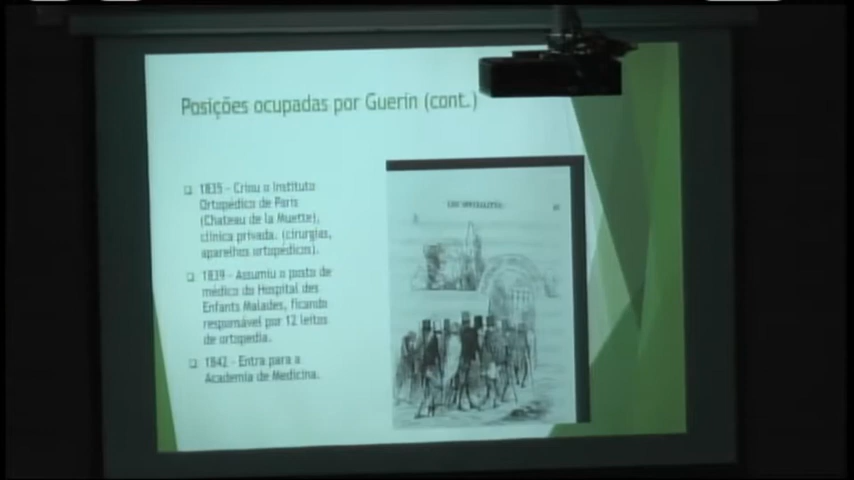 Posições ocupadas por Guerin (cont.)
1835 - Criou o Instituto
Ortopédico de Paris
(Chateau de la Muette),
clínica privada. (cirurgias,
aparelhos ortopédicos).
1839 - Assumiu o posto de
médico do Hospital des
Enfants Malades, ficando
responsável por 12 leitos
de ortopedia.
1842 - Entra para a
Academia de Medicina.